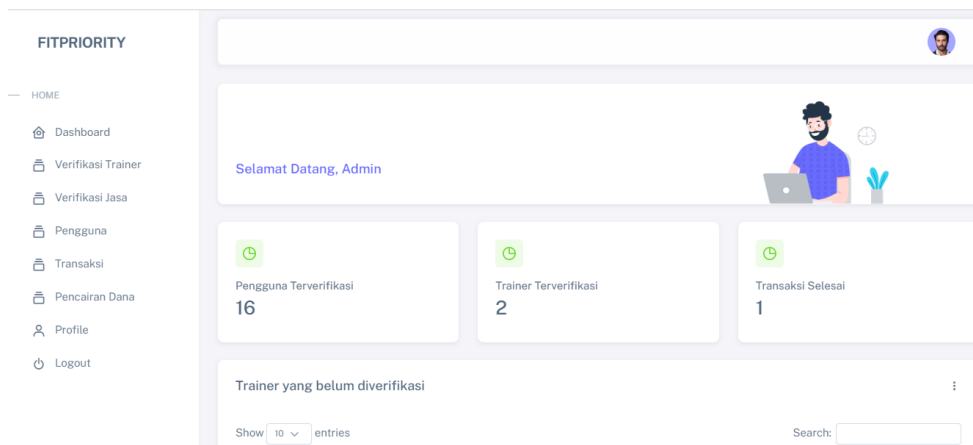 FITPRIORITY
HOME
Dashboard
Verifikasi Trainer
Verifikasi Jasa
Pengguna
Transaksi
Pencairan Dana
Profile
Logout
Selamat Datang, Admin
Pengguna Terverifikasi
16
Trainer Terverifikasi
2
Transaksi Selesai
1
Trainer yang belum diverifikasi
Show 10 entries
Search: